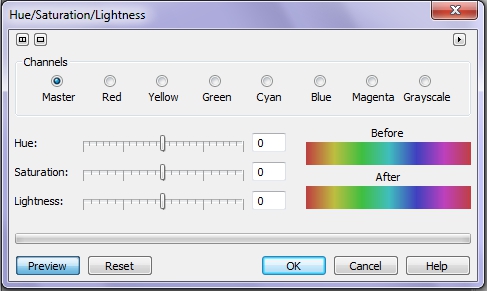 Hue/Saturation/Lightness
Channels
Master Red Yellow Green Cyan Blue Magenta Grayscale
Hue: 0
Before
Saturation: 0
After
Lightness: 0
Preview Reset OK Cancel Help